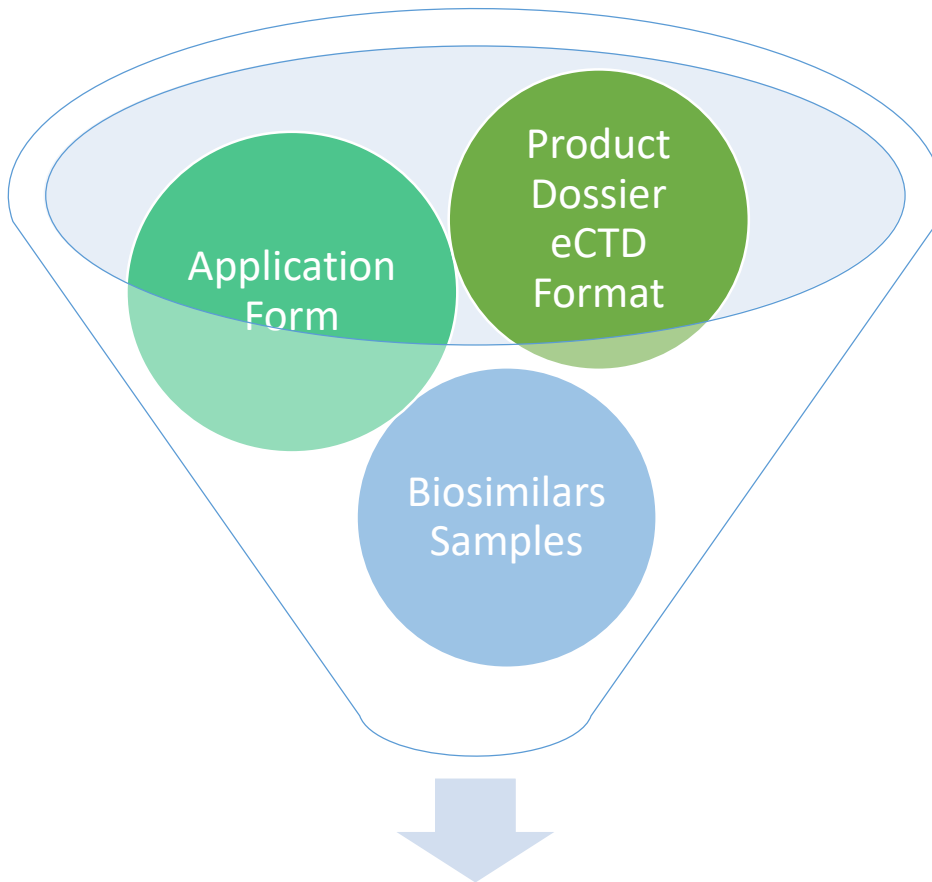 Product
Dossier
eCTD
Format
Application
Form
Biosimilars
Samples